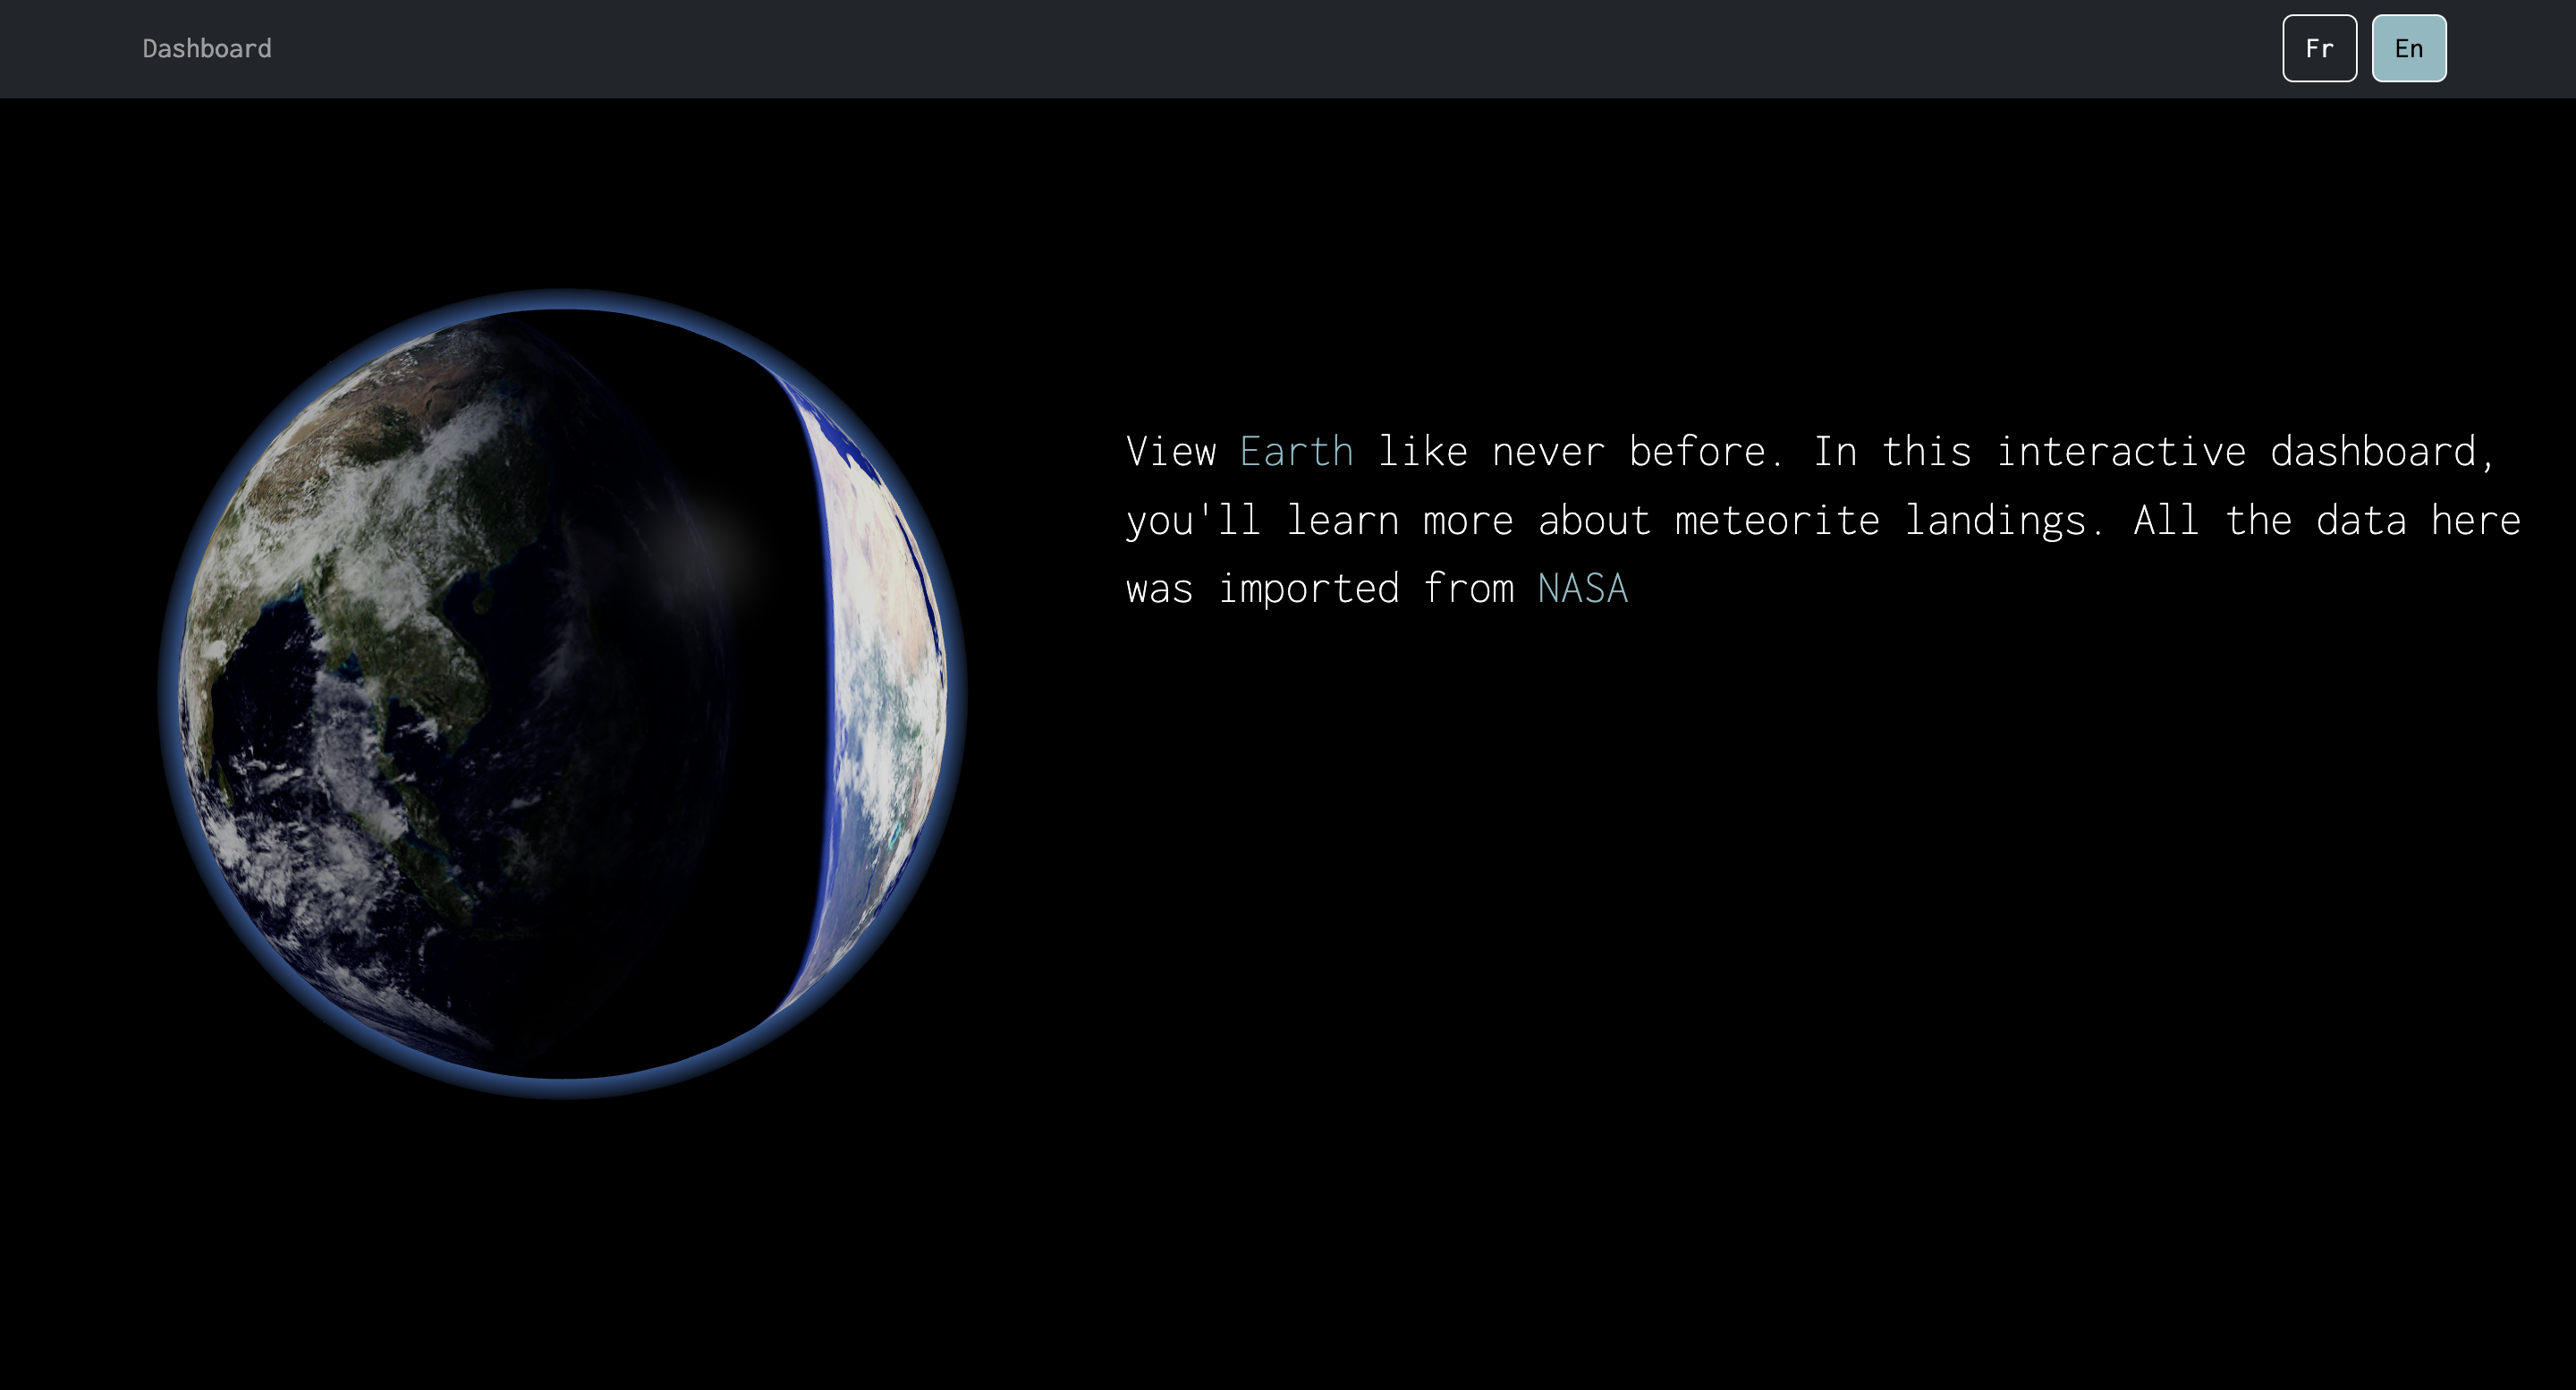 Dashboard
Fr
En
View Earth like never before. In this interactive dashboard,
you'll learn more about meteorite landings. All the data here
was imported from NASA